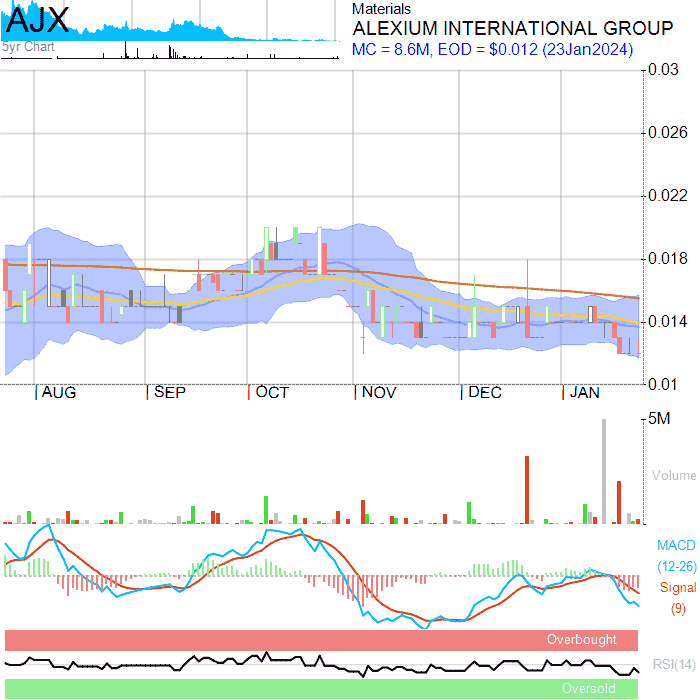 AJX
5yr Chart
Materials
ALEXIUM INTERNATIONAL GROUP
MC = 8.6M, EOD = $0.012 (23Jan2024)
0.03
0.026
0.022
0.018
0.014
0.01
AUG SEP OCT NOV DEC JAN
5M
Volume
MACD
(12-26)
Signal
(9)
Overbought
RSI(14)
Oversold